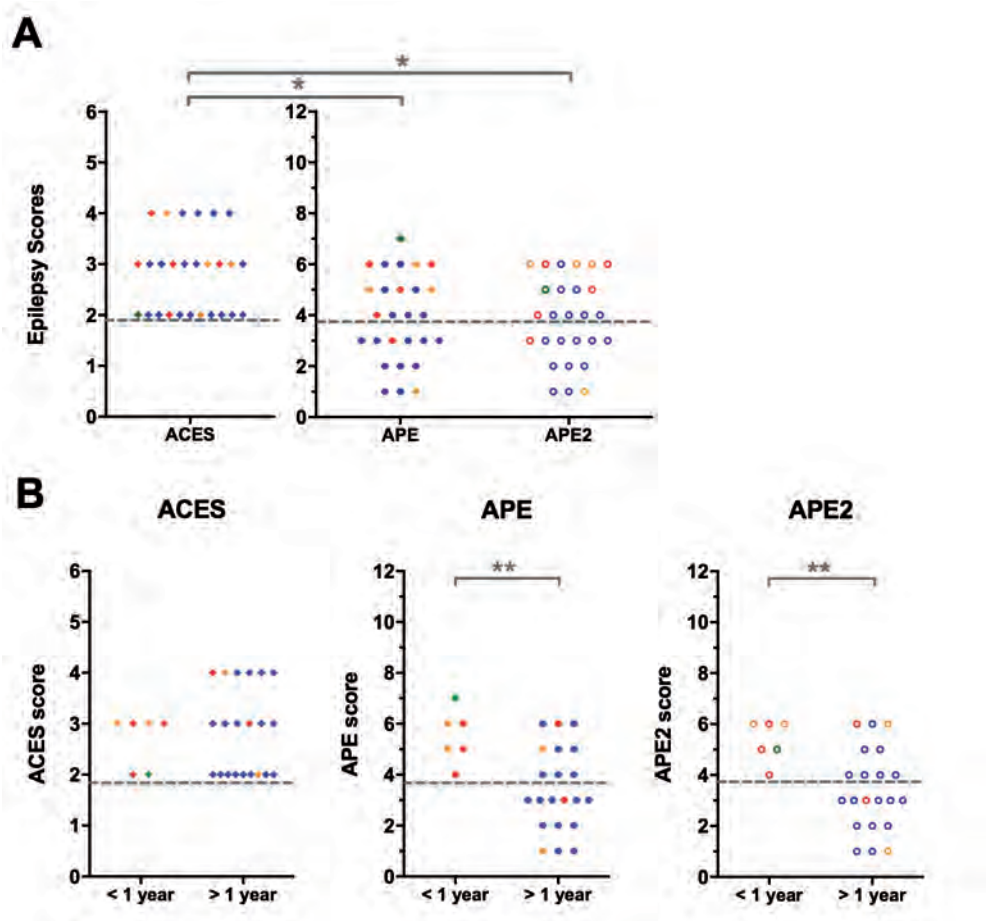 A
*
*
6
5
4
3
2
1
0
Epilepsy Scores
ACES
12
10
8
6
4
2
0
APE
APE2
B
ACES
6
5
4
3
2
1
0
ACES score
< 1 year
> 1 year
APE
**
12
10
8
6
4
2
0
APE score
< 1 year
> 1 year
APE2
**
12
10
8
6
4
2
0
APE2 score
< 1 year
> 1 year